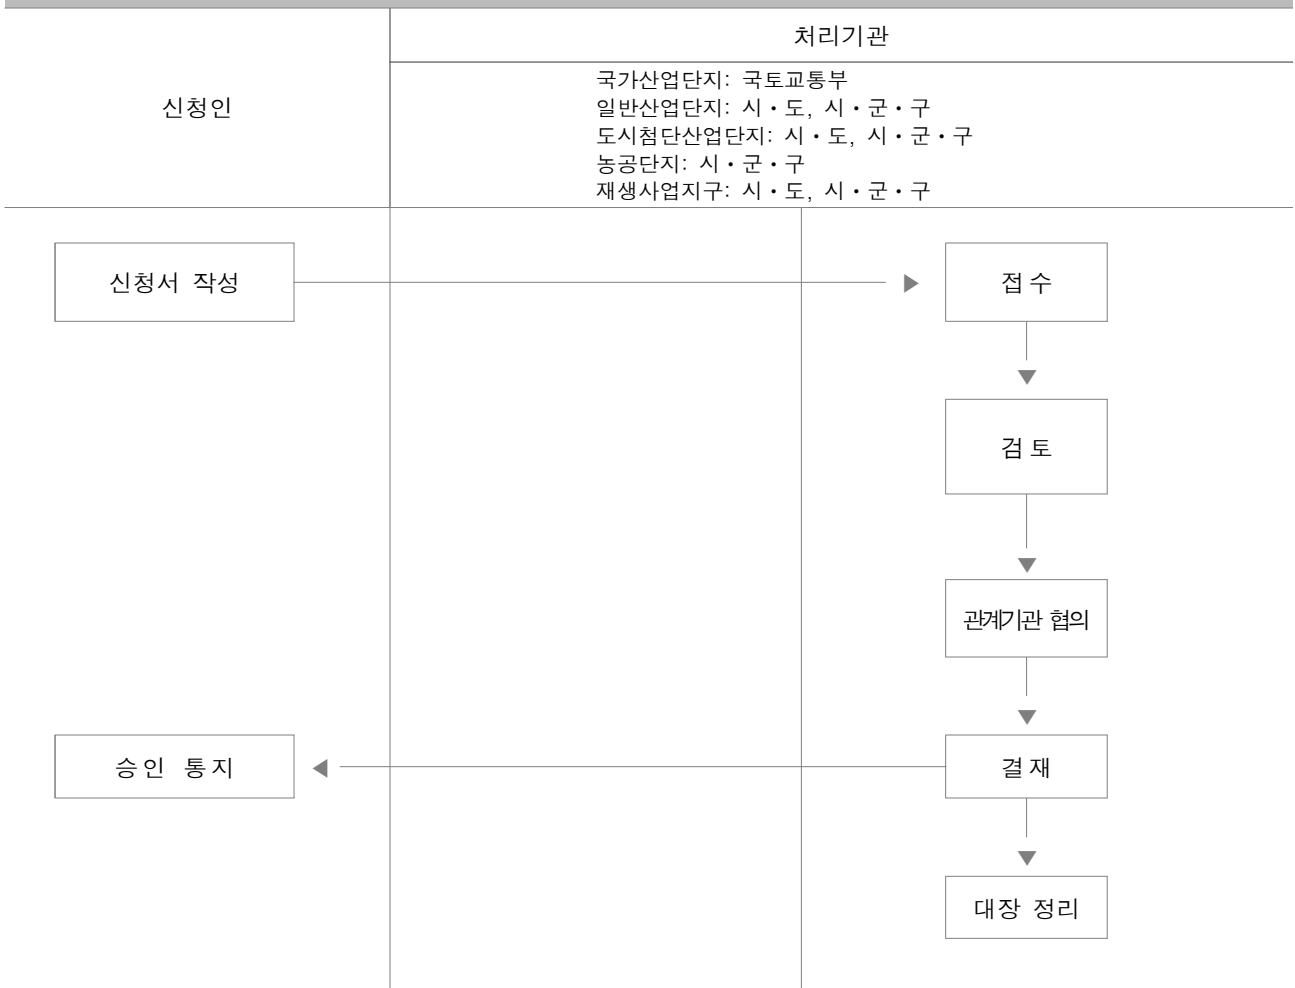 처리기관
신청인
국가산업단지: 국토교통부
일반산업단지: 시・도, 시・군・구
도시첨단산업단지: 시・도, 시・군・구
농공단지: 시・군・구
재생사업지구: 시・도, 시・군・구
신청서 작성
접수
검토
관계기관 협의
승인 통지
결재
대장 정리